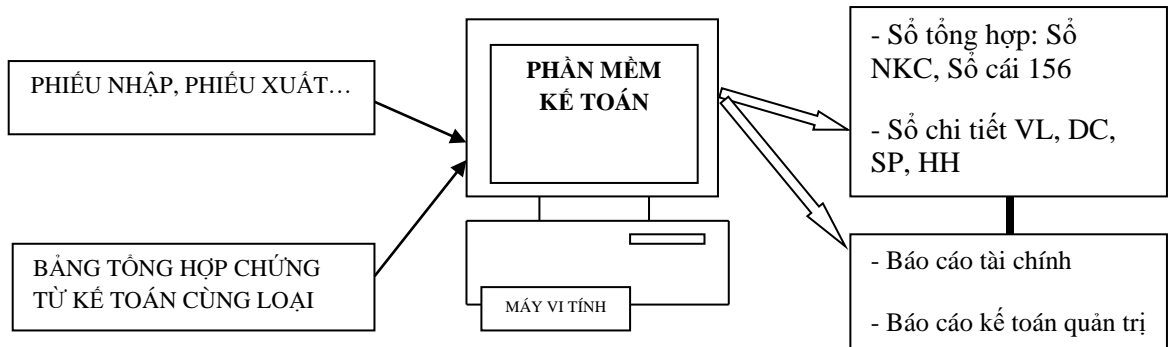 PHIẾU NHẬP, PHIẾU XUẤT…
BẢNG TỔNG HỢP CHỨNG
TỪ KẾ TOÁN CÙNG LOẠI
PHẦN MỀM
KẾ TOÁN
MÁY VI TÍNH
- Sổ tổng hợp: Sổ
NKC, Sổ cái 156
- Sổ chi tiết VL, DC,
SP, HH
- Báo cáo tài chính
- Báo cáo kế toán quản trị